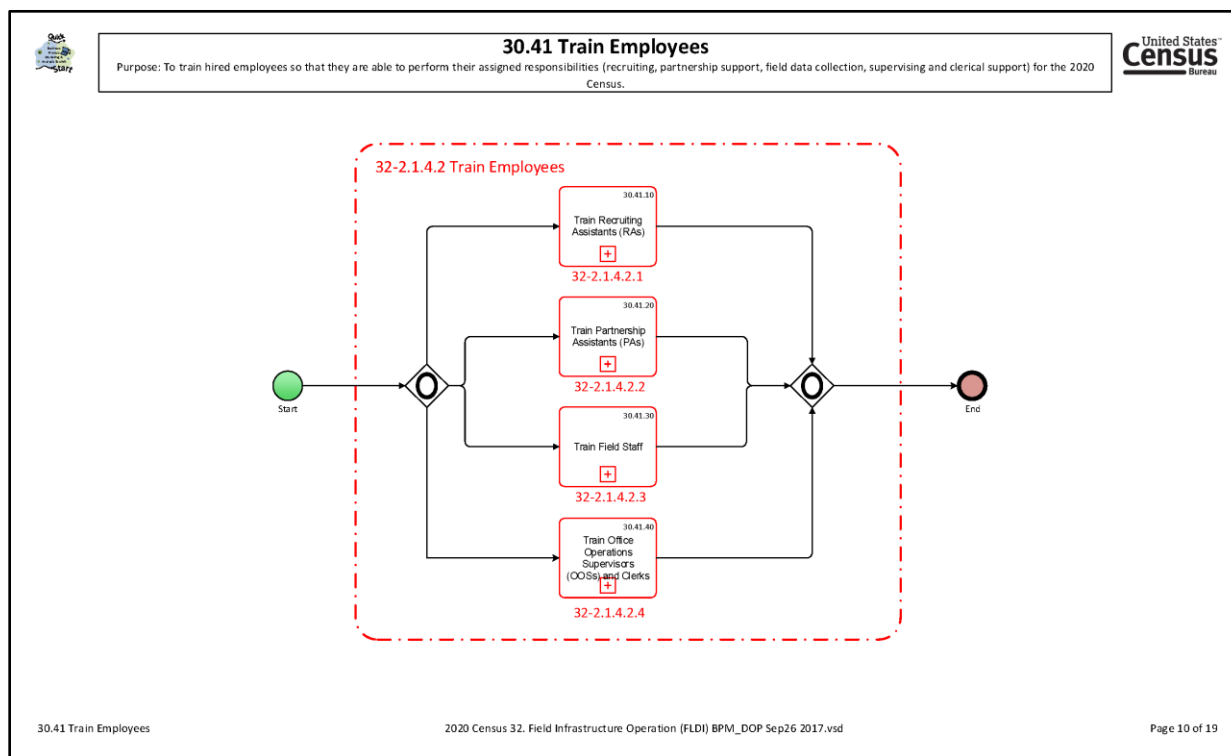 Quick
Start
30.41 Train Employees
Purpose: To train hired employees so that they are able to perform their assigned responsibilities (recruiting, partnership support, field data collection, supervising and clerical support) for the 2020
Census.
United States™
Census
Bureau
32-2.1.4.2 Train Employees
30.41.10
Train Recruiting
Assistants (RAs)
32-2.1.4.2.1
30.41.20
Train Partnership
Assistants (PAs)
32-2.1.4.2.2
Start
End
30.41.30
Train Field Staff
32-2.1.4.2.3
30.41.40
Train Office
Operations
Supervisors
(OOSs) and Clerks
32-2.1.4.2.4
30.41 Train Employees
2020 Census 32. Field Infrastructure Operation (FLDI) BPM_DOP Sep26 2017.vsd
Page 10 of 19